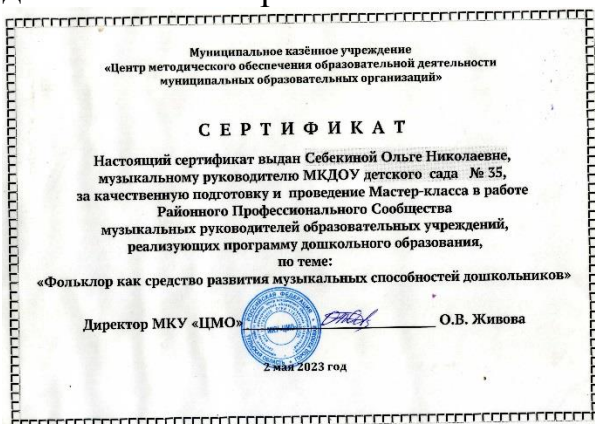 Муниципальное казённое учреждение
«Центр методического обеспечения образовательной деятельности
муниципальных образовательных организаций»
СЕРТИФИКАТ
Настоящий сертификат выдан Себекиной Ольге Николаевне,
музыкальному руководителю МКДОУ детского сада № 35,
за качественную подготовку и проведение Мастер-класса в работе
Районного Профессионального Сообщества
музыкальных руководителей образовательных учреждений,
реализующих программу дошкольного образования,
по теме:
«Фольклор как средство развития музыкальных способностей дошкольников»
Директор МКУ «ЦМО» О.В. Живова
2 мая 2023 год